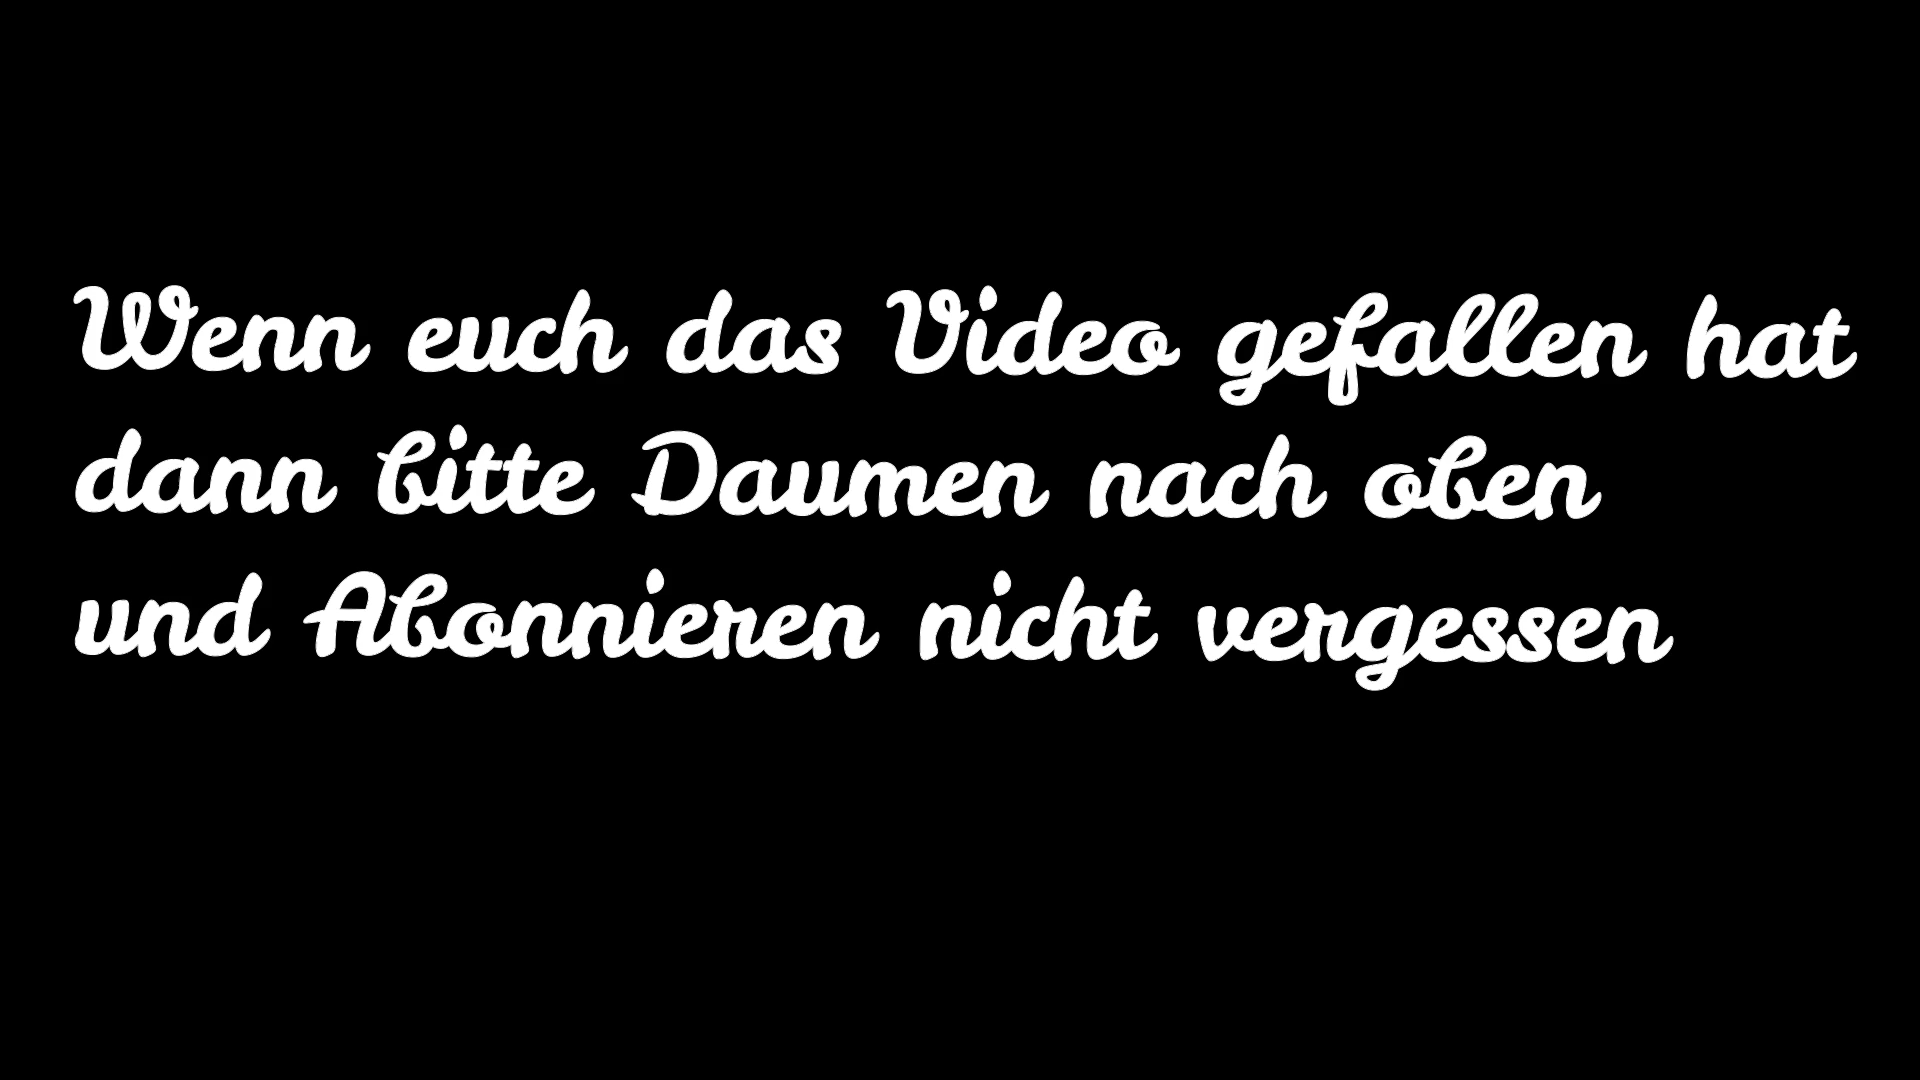 Wenn euch das Video gefallen hat
dann bitte Daumen nach oben
und Abonnieren nicht vergessen